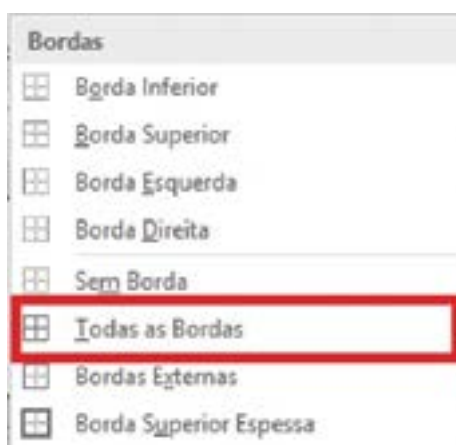 Bordas
Borda Inferior
Borda Superior
Borda Esquerda
Borda Direita
Sem Borda
Todas as Bordas
Bordas Externas
Borda Superior Espessa